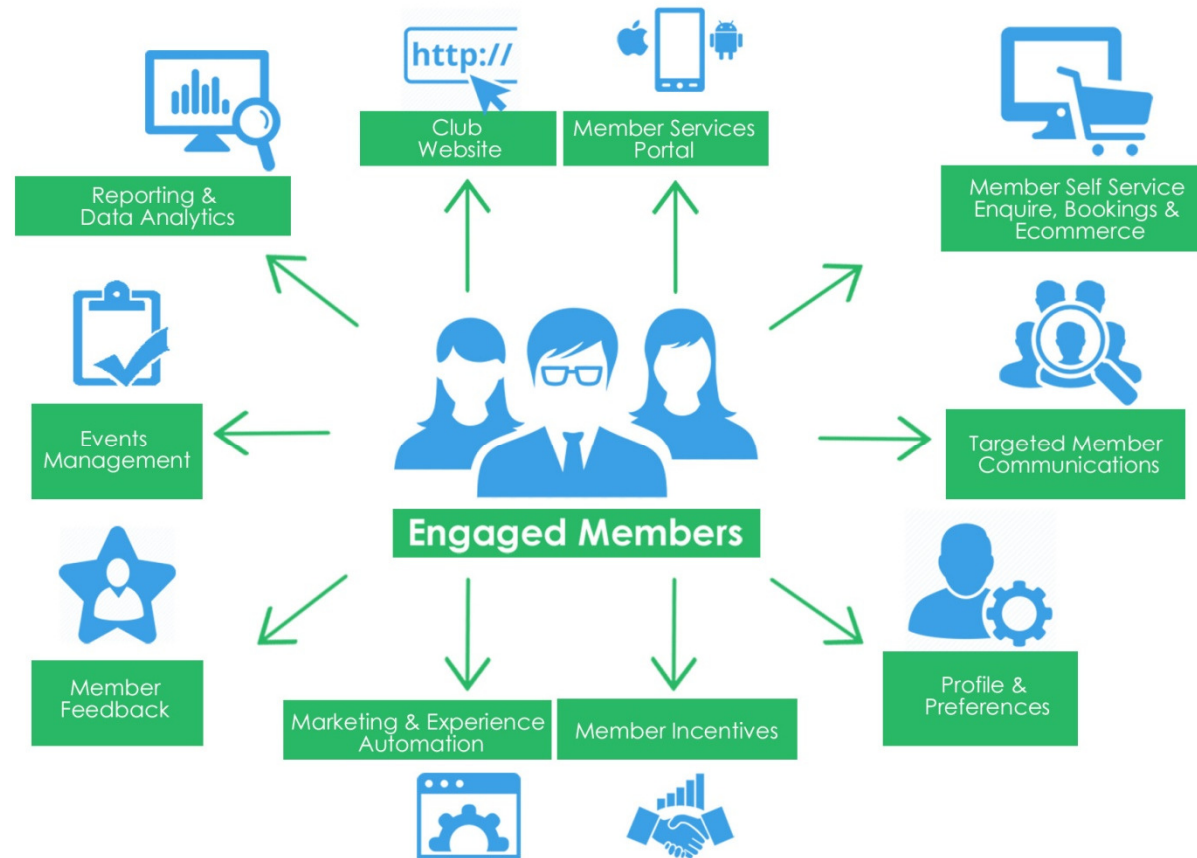 http://
Club
Website
Member Services
Portal
Reporting &
Data Analytics
Member Self Service
Enquire, Bookings &
Ecommerce
Events
Management
Targeted Member
Communications
Engaged Members
Member
Feedback
Marketing & Experience
Automation
Member Incentives
Profile &
Preferences